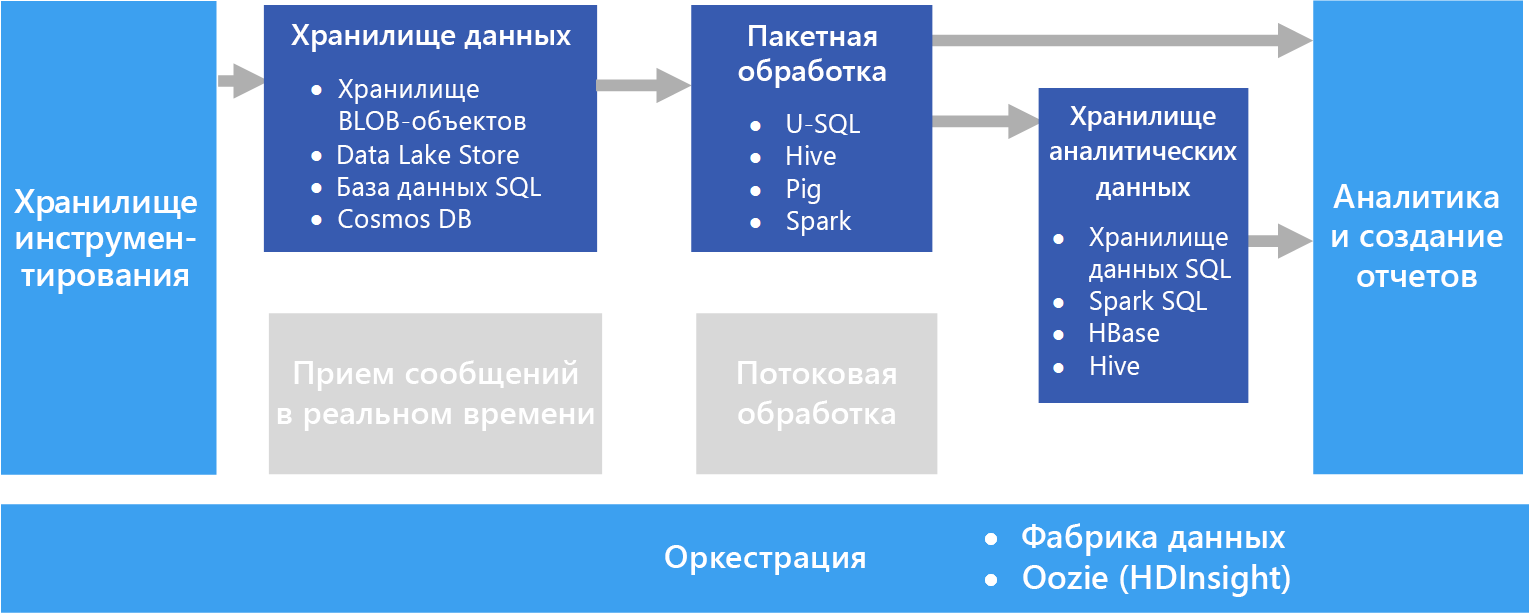 Хранилище
инструмен-
тирования
Хранилище данных
• Хранилище
BLOB-объектов
• Data Lake Store
• База данных SQL
• Cosmos DB
Пакетная
обработка
• U-SQL
• Hive
• Pig
• Spark
Хранилище
аналитических
данных
• Хранилище
данных SQL
• Spark SQL
• HBase
• Hive
Аналитика
и создание
отчетов
Прием сообщений
в реальном времени
Потоковая
обработка
Оркестрация
• Фабрика данных
• Oozie (HDInsight)